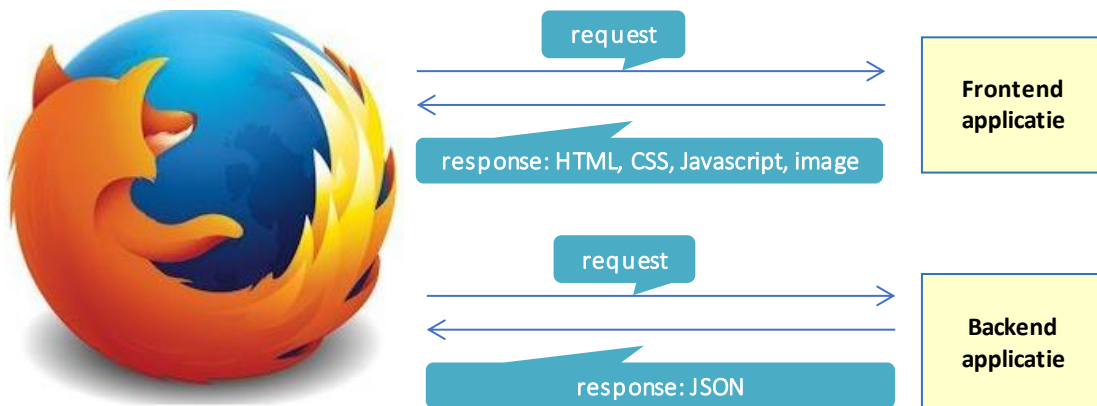 request
Frontend
applicatie
response: HTML, CSS, Javascript, image
request
Backend
applicatie
response: JSON